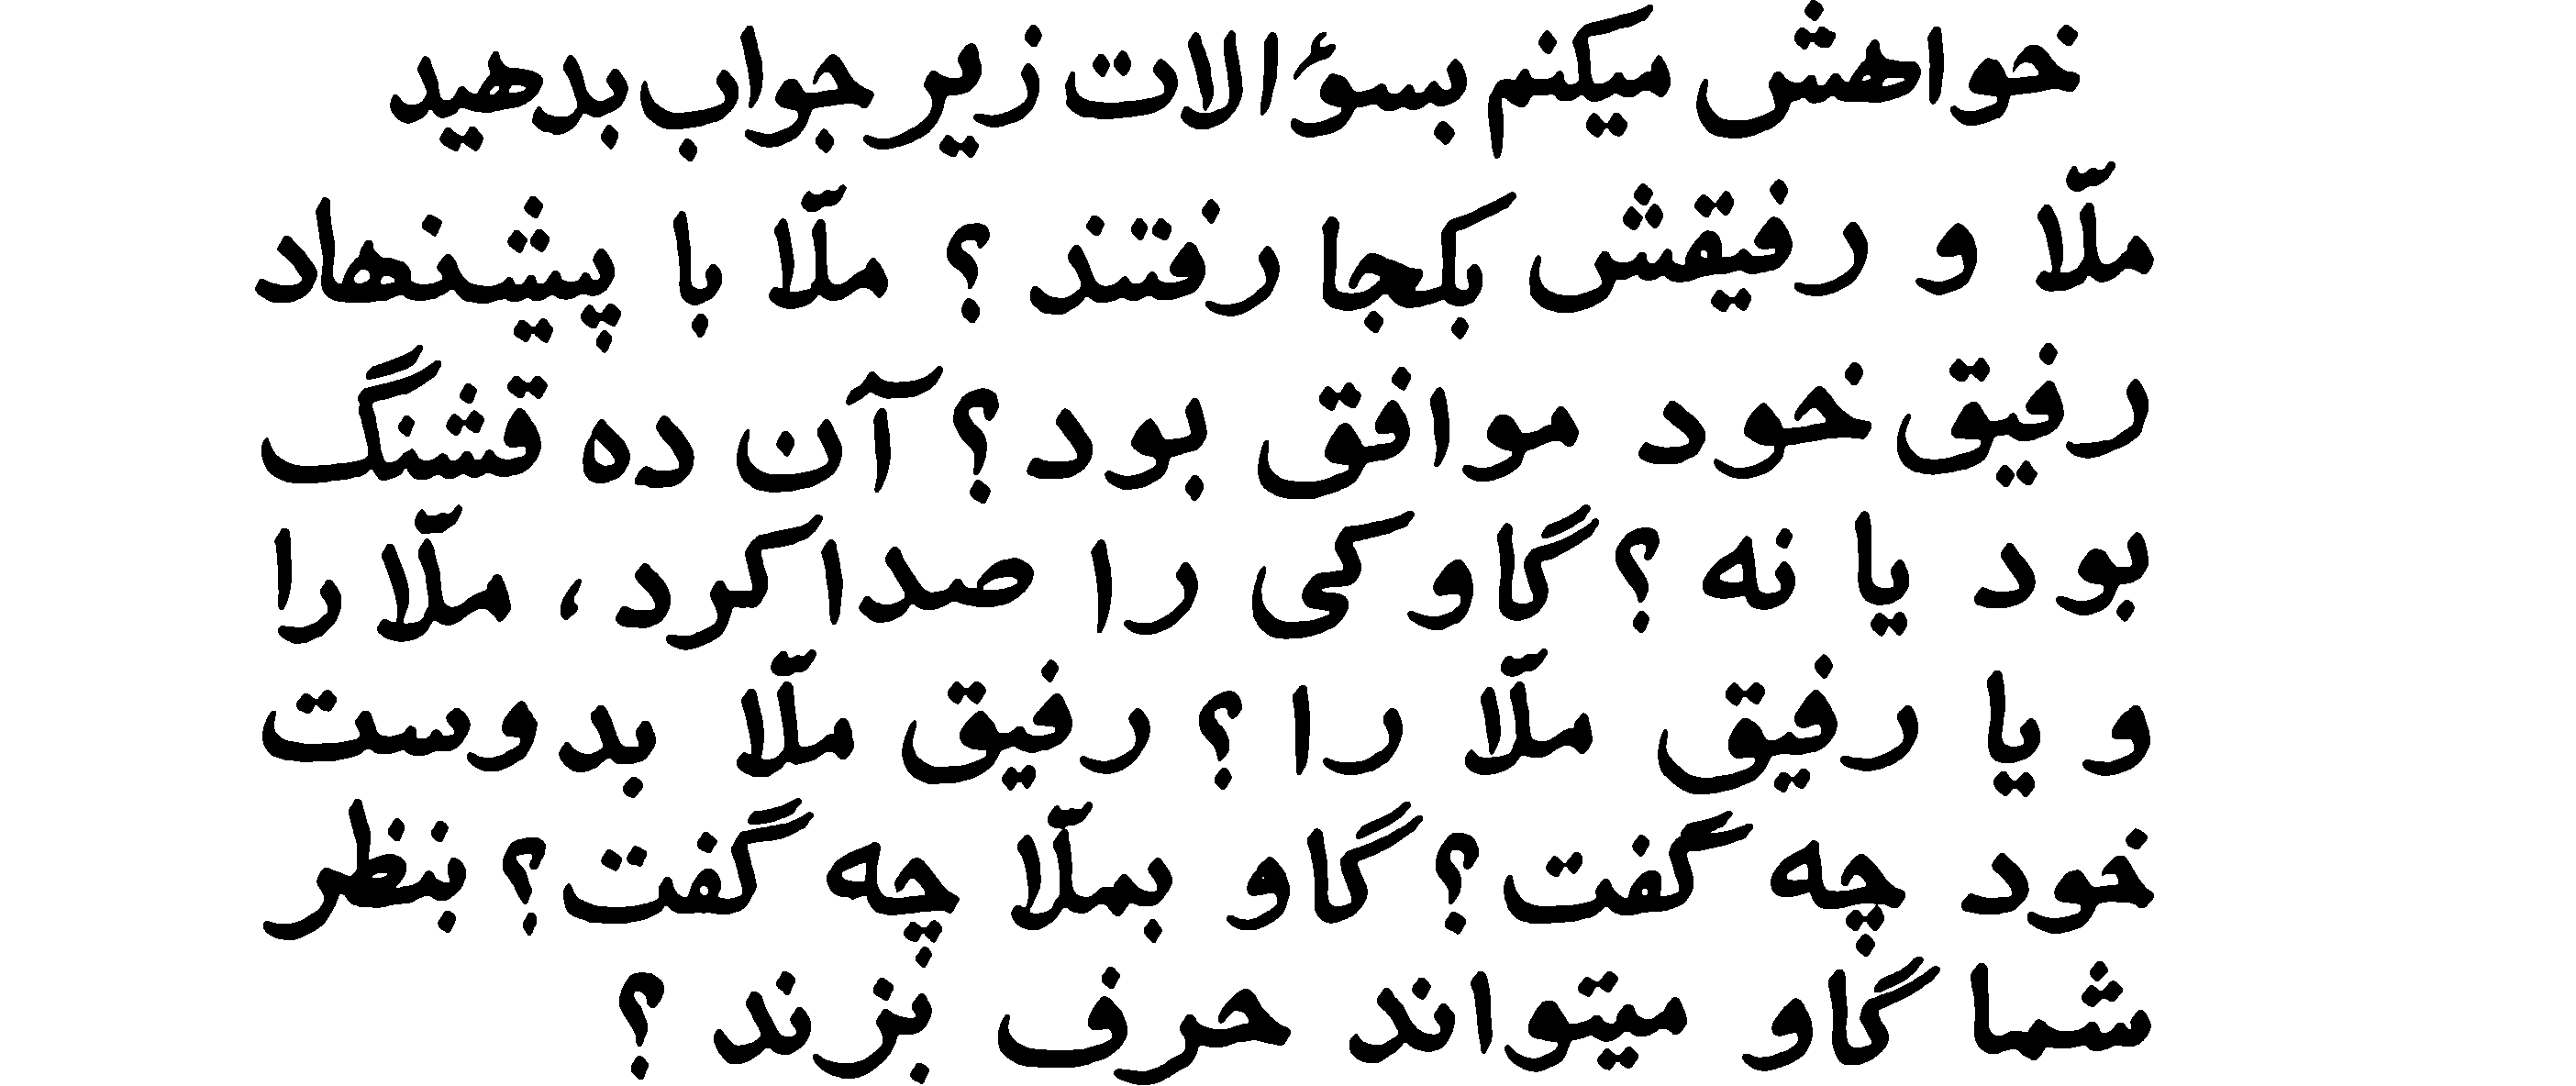 خواهش میکنم بسؤالات زیر جواب بدهید
ملّا و رفیقش بکجا رفتند ؟ ملّا با پیشنهاد
رفیق خود موافق بود؟ آن ده قشنگ
بود یا نه ؟ گاو کی را صدا کرد، ملّا را
و یا رفیق ملّا را ؟ رفیق ملّا بدوست
خود چه گفت؟ گاو بملّا چه گفت؟ بنظر
شما گاو میتواند حرف بزند ؟